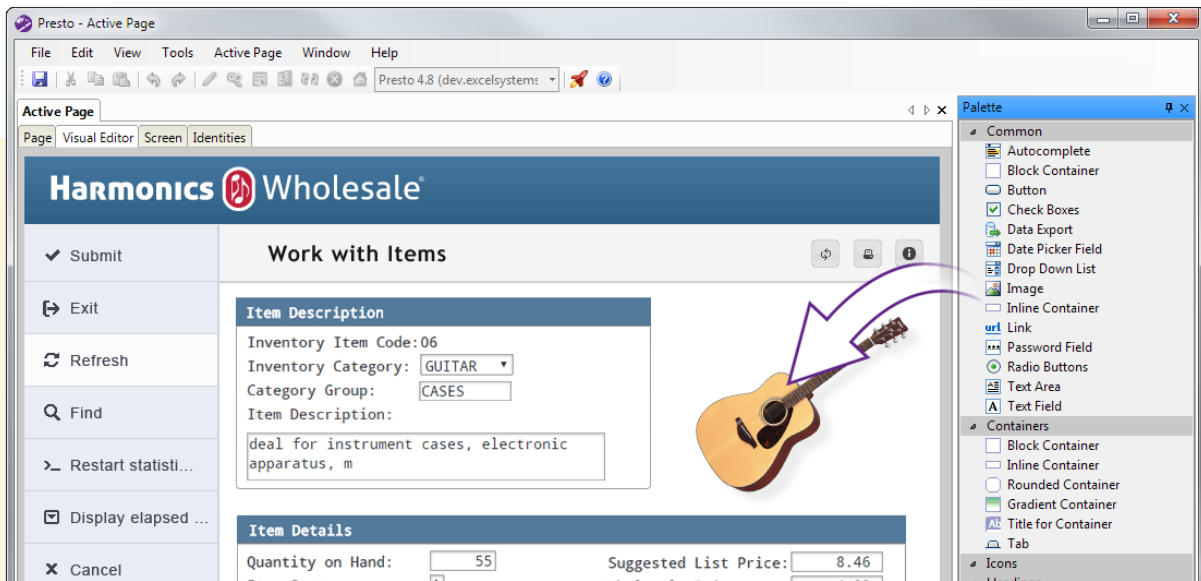 Presto - Active Page
File Edit View Tools Active Page Window Help
Presto 4.8 (dev.excelsystems
Active Page
Page Visual Editor Screen Identities
Harmonics Wholesale
Submit
Exit
Refresh
Find
Restart statisti...
Display elapsed ...
Cancel
Work with Items
Item Description
Inventory Item Code:06
Inventory Category: GUITAR
Category Group: CASES
Item Description:
deal for instrument cases, electronic
apparatus, m
Item Details
Quantity on Hand: 55 Suggested List Price: 8.46
Palette
Common
Autocomplete
Block Container
Button
Check Boxes
Data Export
Date Picker Field
Drop Down List
Image
Inline Container
url Link
Password Field
Radio Buttons
Text Area
A Text Field
Containers
Block Container
Inline Container
Rounded Container
Gradient Container
Title for Container
Tab
Icons